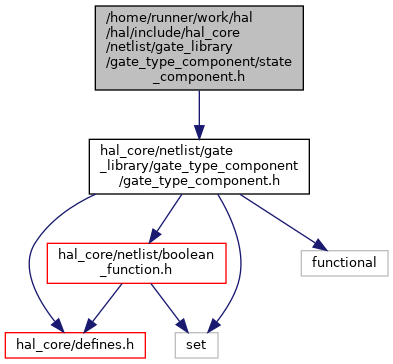 /home/runner/work/hal
/hal/include/hal_core
/netlist/gate_library
/gate_type_component/state
_component.h
hal_core/netlist/gate
_library/gate_type_component
/gate_type_component.h
hal_core/netlist/boolean
_function.h
functional
hal_core/defines.h
set